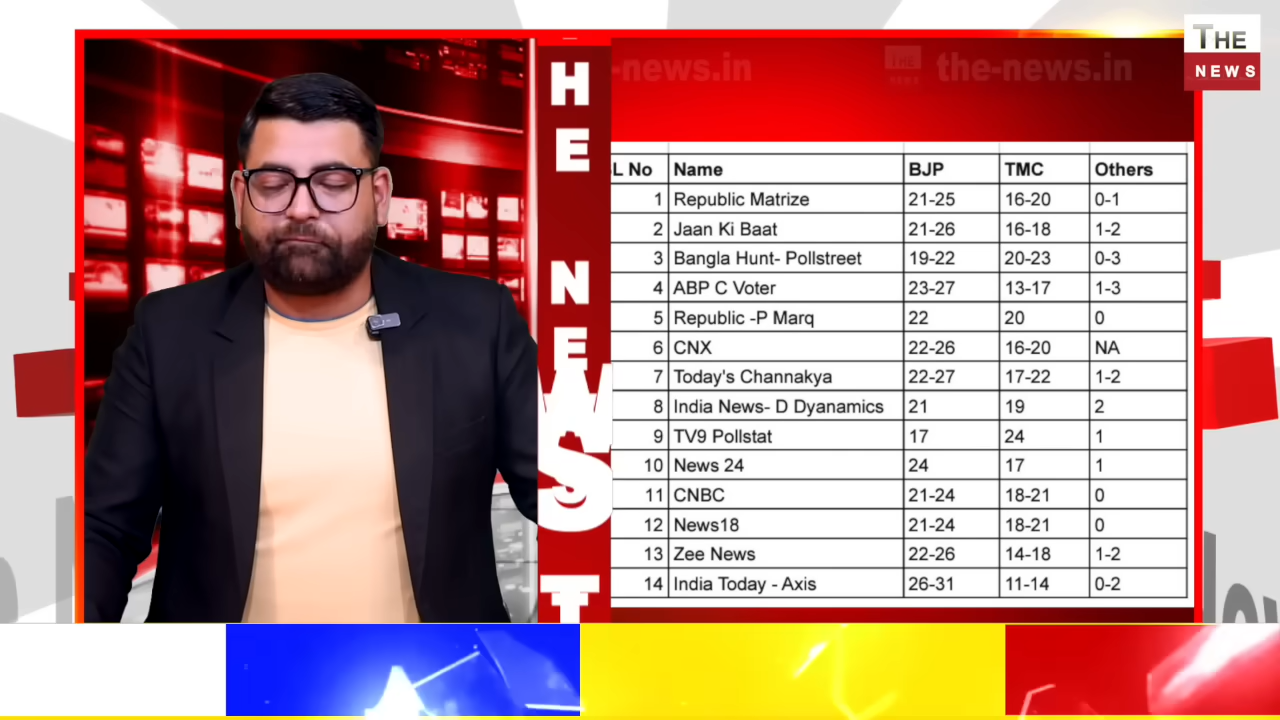 THE
NEWS
-news.in
THE
NEWS
the-news.in
H
E
N
E
W
S
T
L No Name BJP TMC Others
1 Republic Matrize 21-25 16-20 0-1
2 Jaan Ki Baat 21-26 16-18 1-2
3 Bangla Hunt- Pollstreet 19-22 20-23 0-3
4 ABP C Voter 23-27 13-17 1-3
5 Republic -P Marq 22 20 0
6 CNX 22-26 16-20 NA
7 Today's Channakya 22-27 17-22 1-2
8 India News- D Dyanamics 21 19 2
9 TV9 Pollstat 17 24 1
10 News 24 24 17 1
11 CNBC 21-24 18-21 0
12 News18 21-24 18-21 0
13 Zee News 22-26 14-18 1-2
14 India Today - Axis 26-31 11-14 0-2